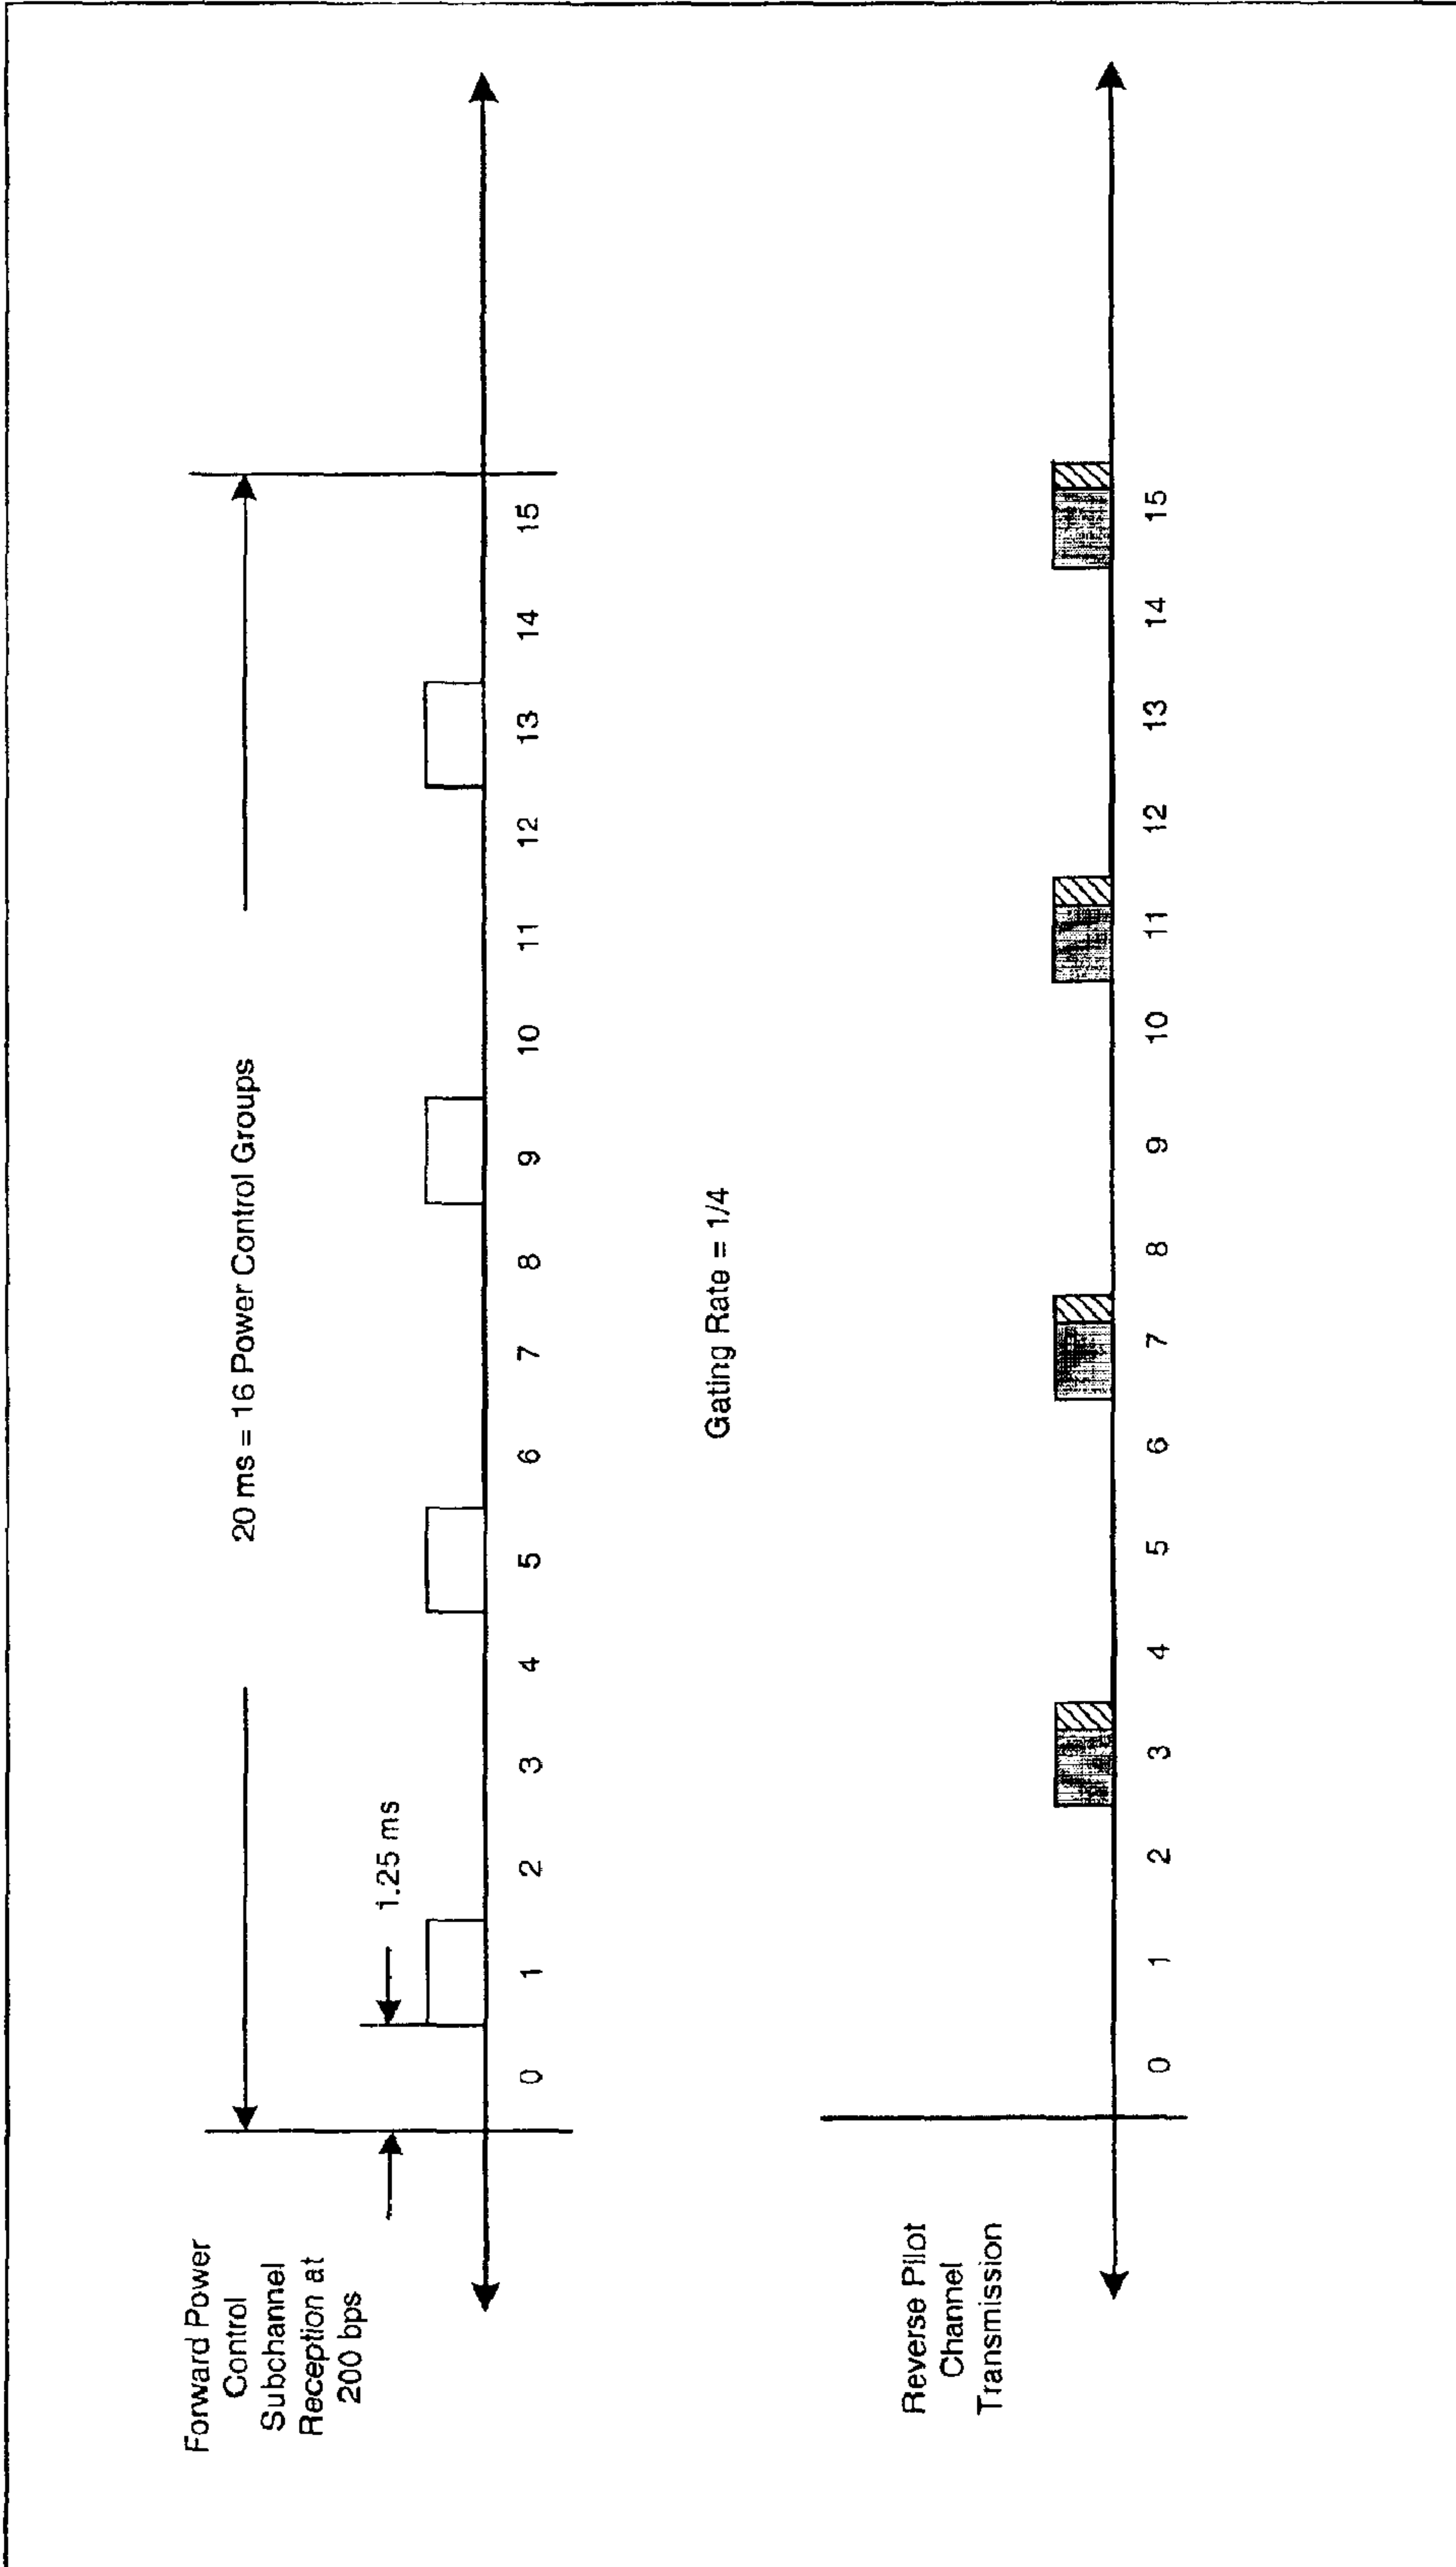 Forward Power
Control
Subchannel
Reception at
200 bps
20 ms = 16 Power Control Groups
1.25 ms
0 1 2 3 4 5 6 7 8 9 10 11 12 13 14 15
Gating Rate = 1/4
Reverse Pilot
Channel
Transmission
0 1 2 3 4 5 6 7 8 9 10 11 12 13 14 15